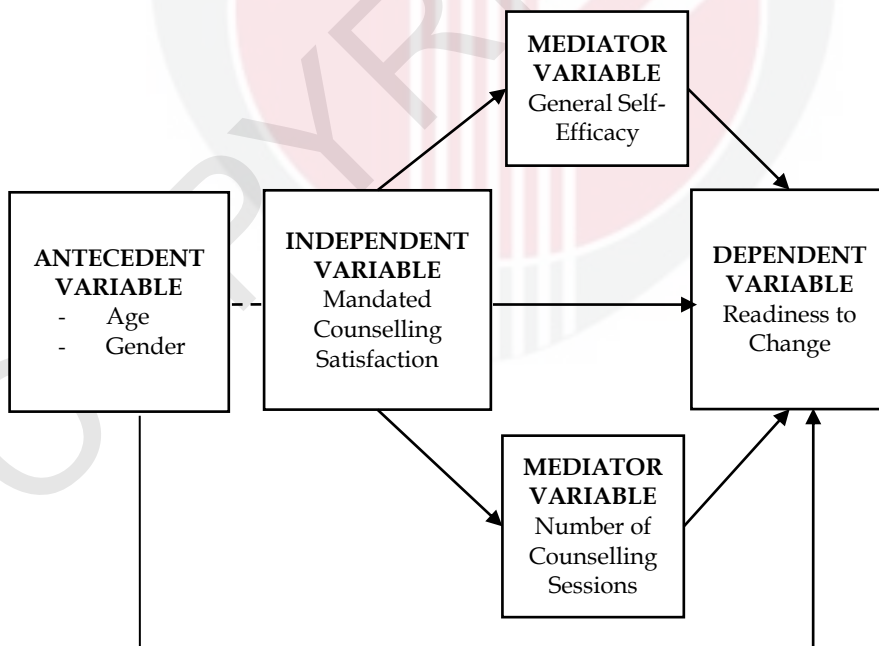 MEDIATOR
VARIABLE
General Self-
Efficacy
ANTECEDENT
VARIABLE
- Age
- Gender
INDEPENDENT
VARIABLE
Mandated
Counselling
Satisfaction
DEPENDENT
VARIABLE
Readiness to
Change
MEDIATOR
VARIABLE
Number of
Counselling
Sessions